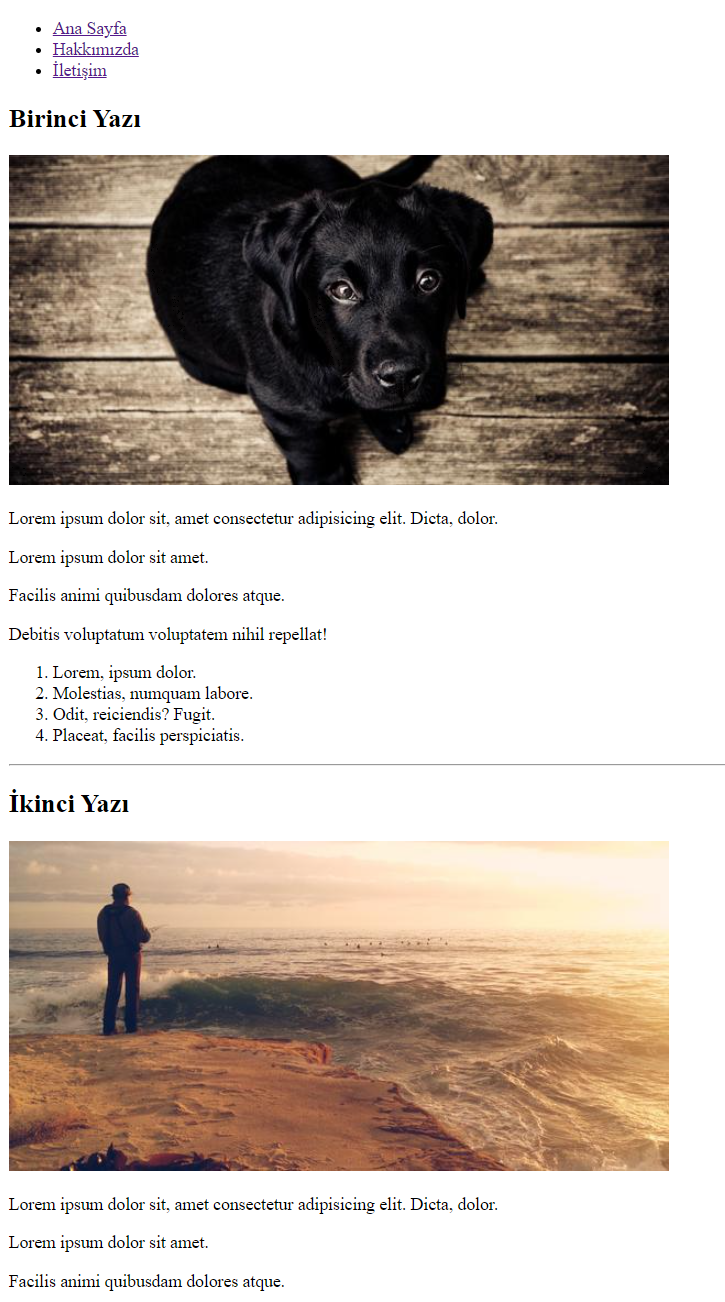 Ana Sayfa
Hakkımızda
İletişim
Birinci Yazı
Lorem ipsum dolor sit, amet consectetur adipisicing elit. Dicta, dolor.
Lorem ipsum dolor sit amet.
Facilis animi quibusdam dolores atque.
Debitis voluptatum voluptatem nihil repellat!
1. Lorem, ipsum dolor.
2. Molestias, numquam labore.
3. Odit, reiciendis? Fugit.
4. Placeat, facilis perspiciatis.
İkinci Yazı
Lorem ipsum dolor sit, amet consectetur adipisicing elit. Dicta, dolor.
Lorem ipsum dolor sit amet.
Facilis animi quibusdam dolores atque.